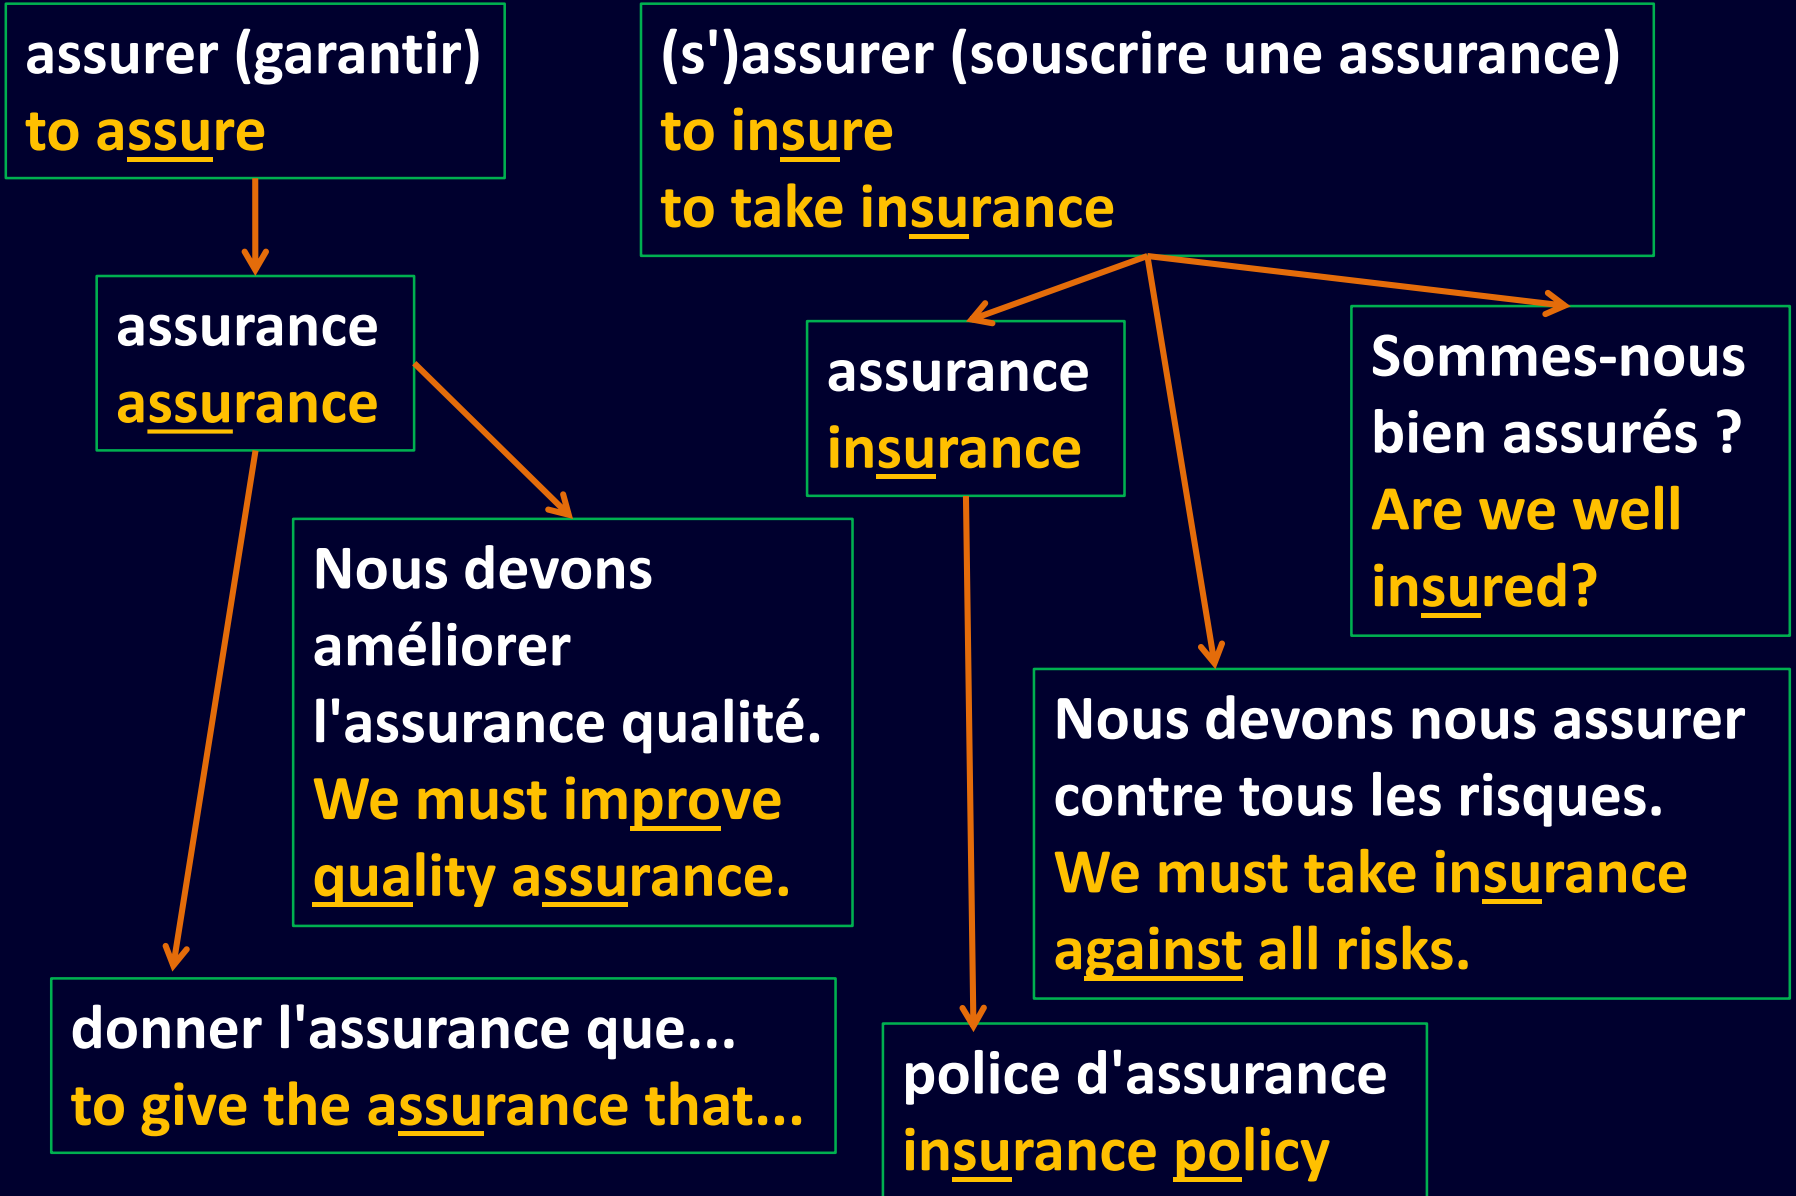 assurer (garantir)
to assure
(s')assurer (souscrire une assurance)
to insure
to take insurance
assurance
assurance
assurance
insurance
Sommes-nous
bien assurés ?
Are we well
insured?
Nous devons
améliorer
l'assurance qualité.
We must improve
quality assurance.
Nous devons nous assurer
contre tous les risques.
We must take insurance
against all risks.
donner l'assurance que...
to give the assurance that...
police d'assurance
insurance policy